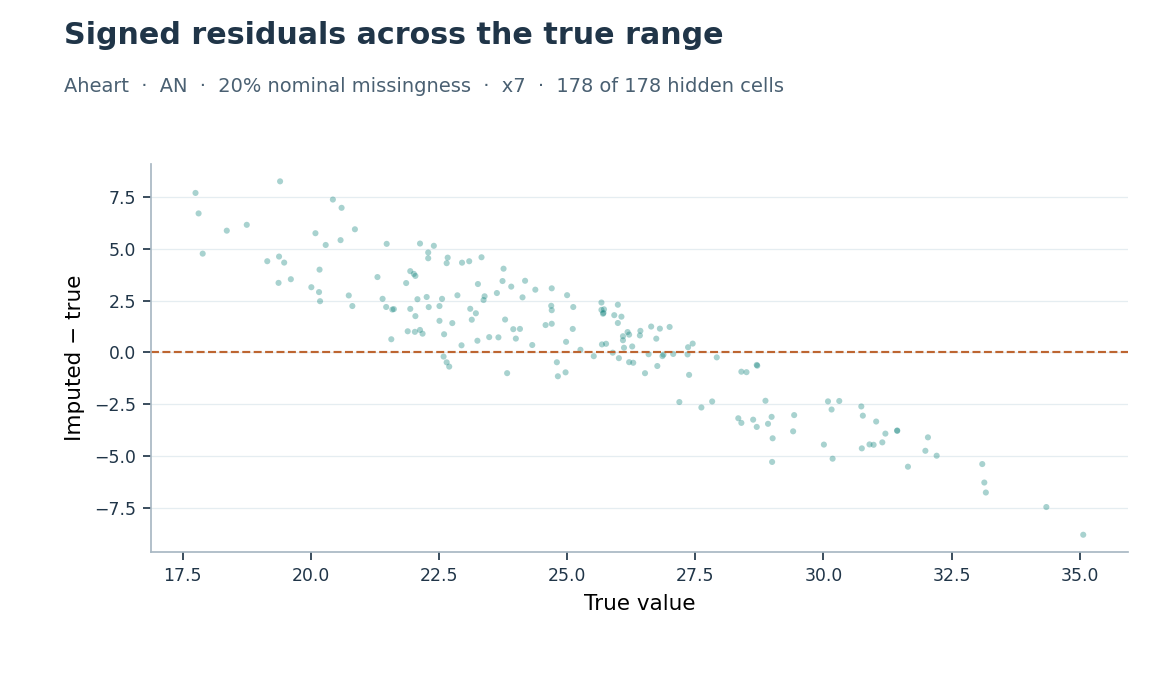 Signed residuals across the true range
Aheart · AN · 20% nominal missingness · x7 · 178 of 178 hidden cells
Imputed − true
7.5
5.0
2.5
0.0
−2.5
−5.0
−7.5
17.5 20.0 22.5 25.0 27.5 30.0 32.5 35.0
True value